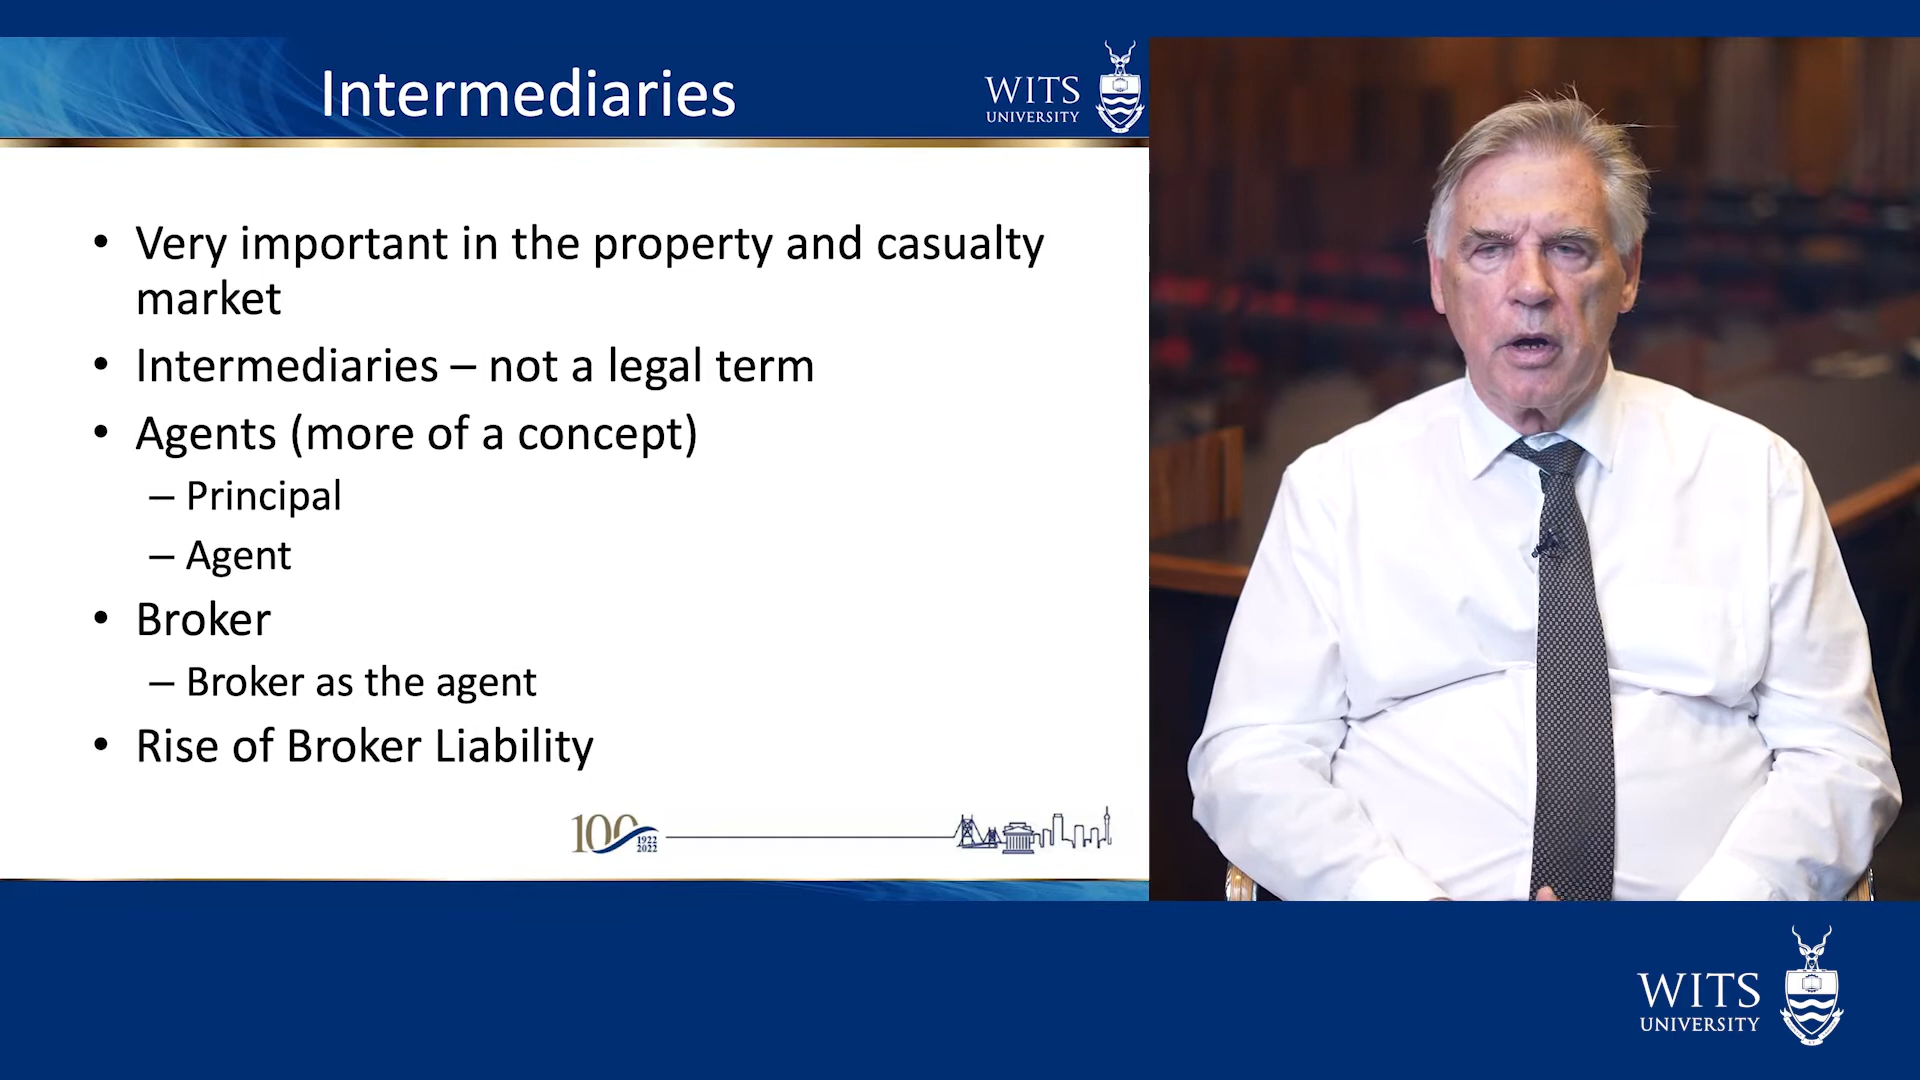 Intermediaries
WITS
UNIVERSITY
• Very important in the property and casualty
market
• Intermediaries – not a legal term
• Agents (more of a concept)
– Principal
– Agent
• Broker
– Broker as the agent
• Rise of Broker Liability
100
1922
2022
WITS
UNIVERSITY